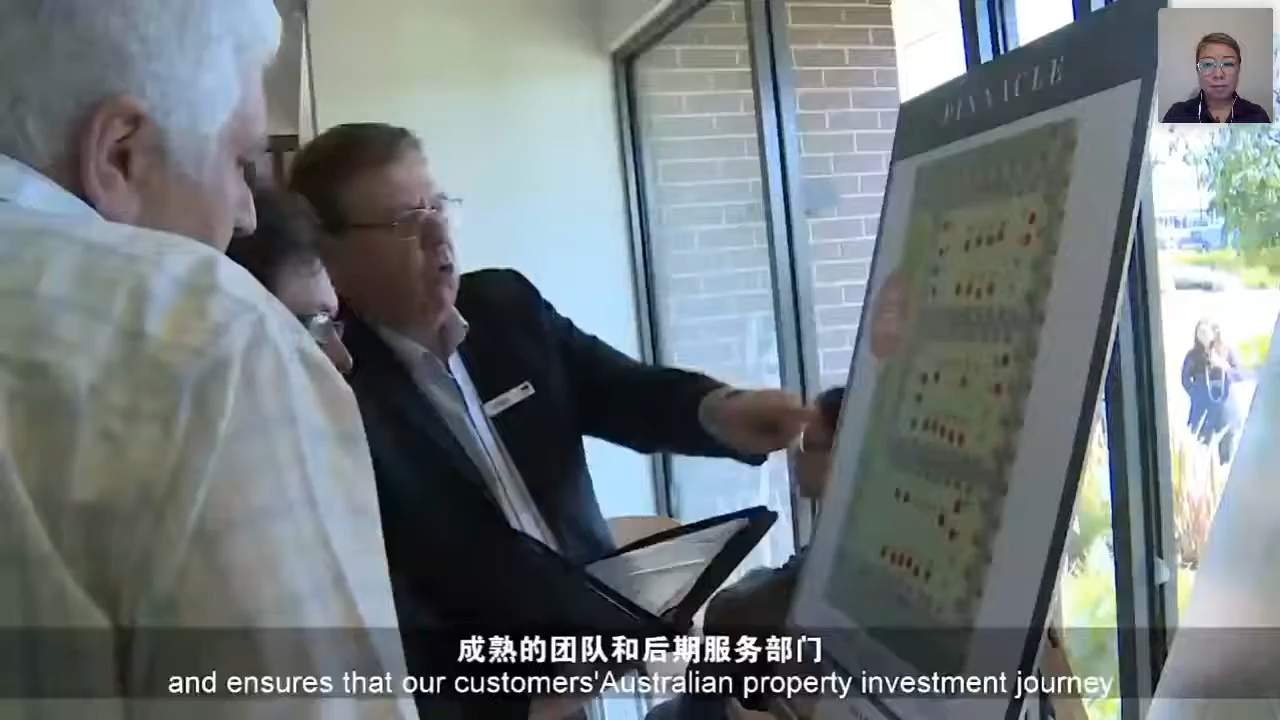 PINNACLE
成熟的团队和后期服务部门
and ensures that our customers'Australian property investment journey